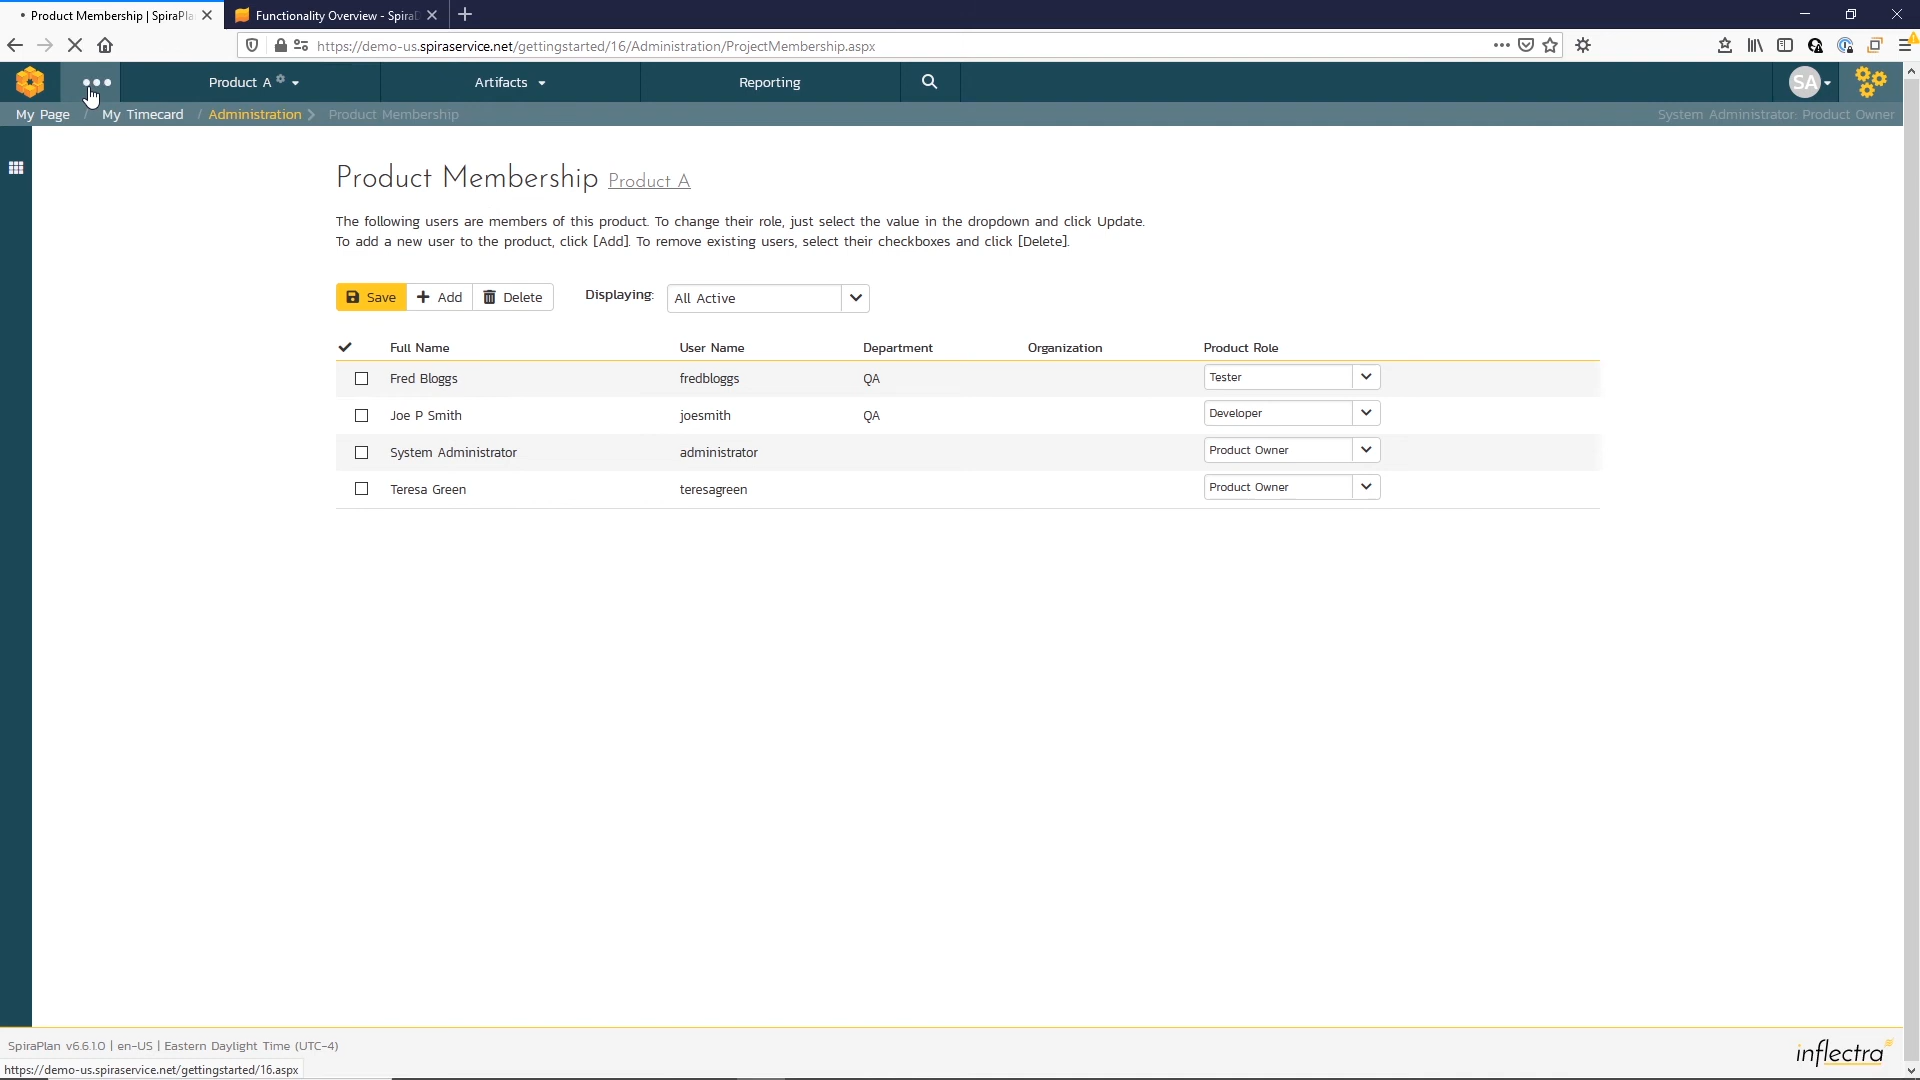 Product Membership | SpiraPla
Functionality Overview - SpiraD
https://demo-us.spiraservice.net/gettingstarted/16/Administration/ProjectMembership.aspx
Product A
Artifacts
Reporting
SA
My Page / My Timecard / Administration > Product Membership
System Administrator: Product Owner
Product Membership Product A
The following users are members of this product. To change their role, just select the value in the dropdown and click Update.
To add a new user to the product, click [Add]. To remove existing users, select their checkboxes and click [Delete].
Save Add Delete Displaying: All Active
Full Name User Name Department Organization Product Role
Fred Bloggs fredbloggs QA Tester
Joe P Smith joesmith QA Developer
System Administrator administrator Product Owner
Teresa Green teresagreen Product Owner
SpiraPlan v6.6.1.0 | en-US | Eastern Daylight Time (UTC-4)
inflectra
https://demo-us.spiraservice.net/gettingstarted/16.aspx